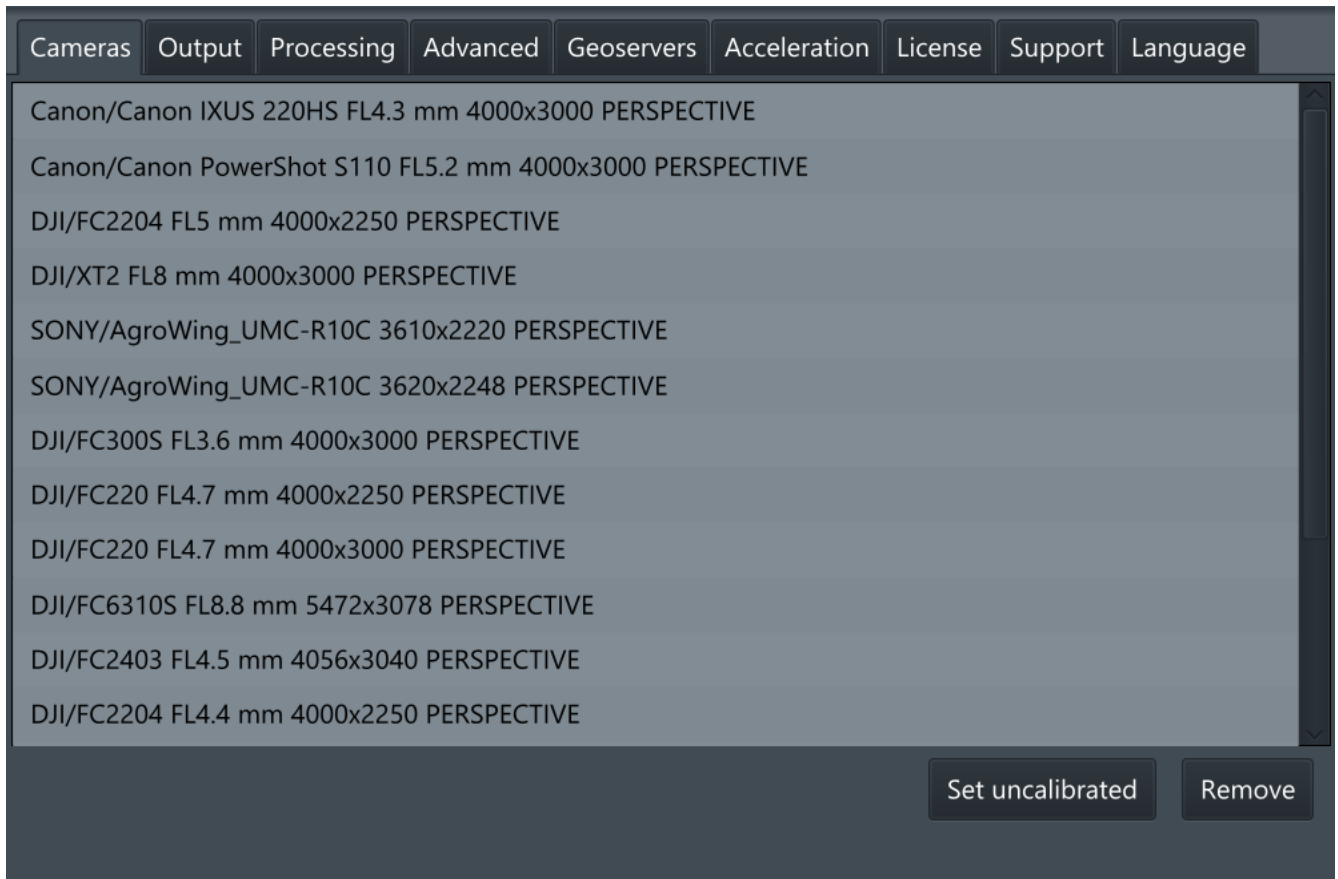 Cameras Output Processing Advanced Geoservers Acceleration License Support Language
Canon/Canon IXUS 220HS FL4.3 mm 4000x3000 PERSPECTIVE
Canon/Canon PowerShot S110 FL5.2 mm 4000x3000 PERSPECTIVE
DJI/FC2204 FL5 mm 4000x2250 PERSPECTIVE
DJI/XT2 FL8 mm 4000x3000 PERSPECTIVE
SONY/AgroWing_UMC-R10C 3610x2220 PERSPECTIVE
SONY/AgroWing_UMC-R10C 3620x2248 PERSPECTIVE
DJI/FC300S FL3.6 mm 4000x3000 PERSPECTIVE
DJI/FC220 FL4.7 mm 4000x2250 PERSPECTIVE
DJI/FC220 FL4.7 mm 4000x3000 PERSPECTIVE
DJI/FC6310S FL8.8 mm 5472x3078 PERSPECTIVE
DJI/FC2403 FL4.5 mm 4056x3040 PERSPECTIVE
DJI/FC2204 FL4.4 mm 4000x2250 PERSPECTIVE
Set uncalibrated Remove